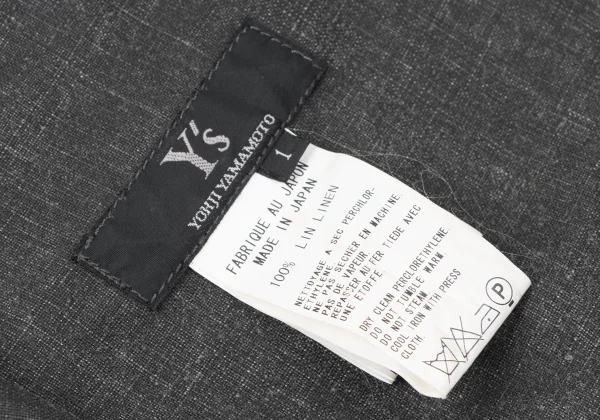 Y's
YOHJI YAMAMOTO
1
FABRIQUE AU JAPON
MADE IN JAPAN
100% LIN LINEN
NETTOYAGE A SEC PERCHLOR-
ETHYLENE.
NE PAS SECHER EN MACHINE
PAS DE VAPEUR.
REPASSER AU FER TIEDE AVEC
UNE ETOFFE.
DRY CLEAN PERCLORETHYLENE.
DO NOT TUMBLE WARM.
DO NOT STEAM.
COOL IRON WITH PRESS
CLOTH.
P